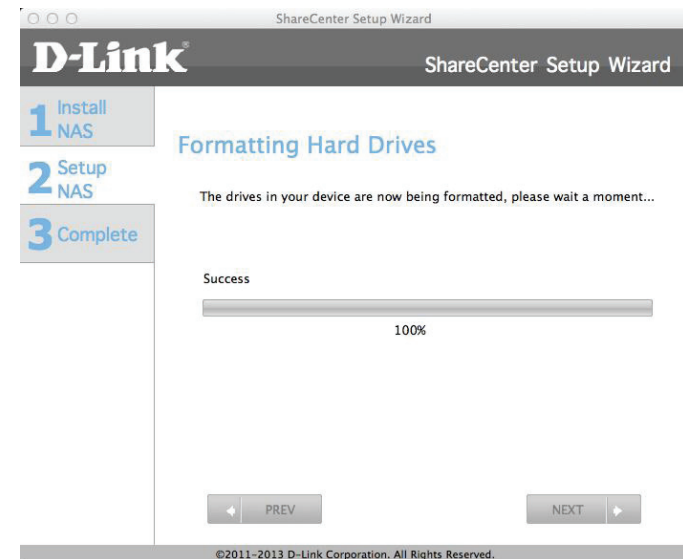 ShareCenter Setup Wizard
D-Link
ShareCenter Setup Wizard
1 Install
NAS
2 Setup
NAS
3 Complete
Formatting Hard Drives
The drives in your device are now being formatted, please wait a moment...
Success
100%
PREV
NEXT
©2011-2013 D-Link Corporation. All Rights Reserved.